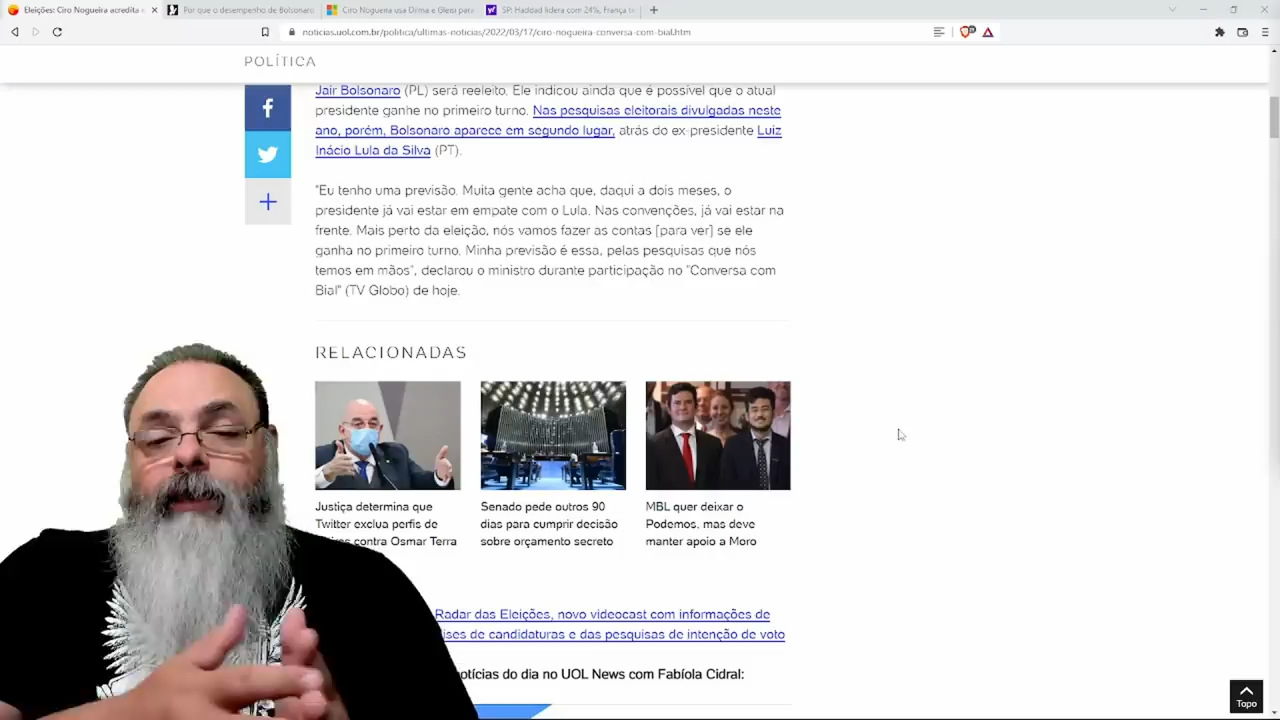 Eleições: Ciro Nogueira acredita
Por que o desempenho de Bolsonaro
Ciro Nogueira usa Dilma e Gleisi para
SP: Haddad lidera com 24%, França
noticias.uol.com.br/politica/ultimas-noticias/2022/03/17/ciro-nogueira-conversa-com-bial.htm
POLÍTICA
Jair Bolsonaro (PL) será reeleito. Ele indicou ainda que é possível que o atual
presidente ganhe no primeiro turno. Nas pesquisas eleitorais divulgadas neste
ano, porém, Bolsonaro aparece em segundo lugar, atrás do ex-presidente Luiz
Inácio Lula da Silva (PT).
"Eu tenho uma previsão. Muita gente acha que, daqui a dois meses, o
presidente já vai estar em empate com o Lula. Nas convenções, já vai estar na
frente. Mais perto da eleição, nós vamos fazer as contas [para ver] se ele
ganha no primeiro turno. Minha previsão é essa, pelas pesquisas que nós
temos em mãos", declarou o ministro durante participação no "Conversa com
Bial" (TV Globo) de hoje.
RELACIONADAS
Justiça determina que
Twitter exclua perfis de
contra Osmar Terra
Senado pede outros 90
dias para cumprir decisão
sobre orçamento secreto
MBL quer deixar o
Podemos, mas deve
manter apoio a Moro
Radar das Eleições, novo videocast com informações de
ises de candidaturas e das pesquisas de intenção de voto
otícias do dia no UOL News com Fabíola Cidral:
Topo